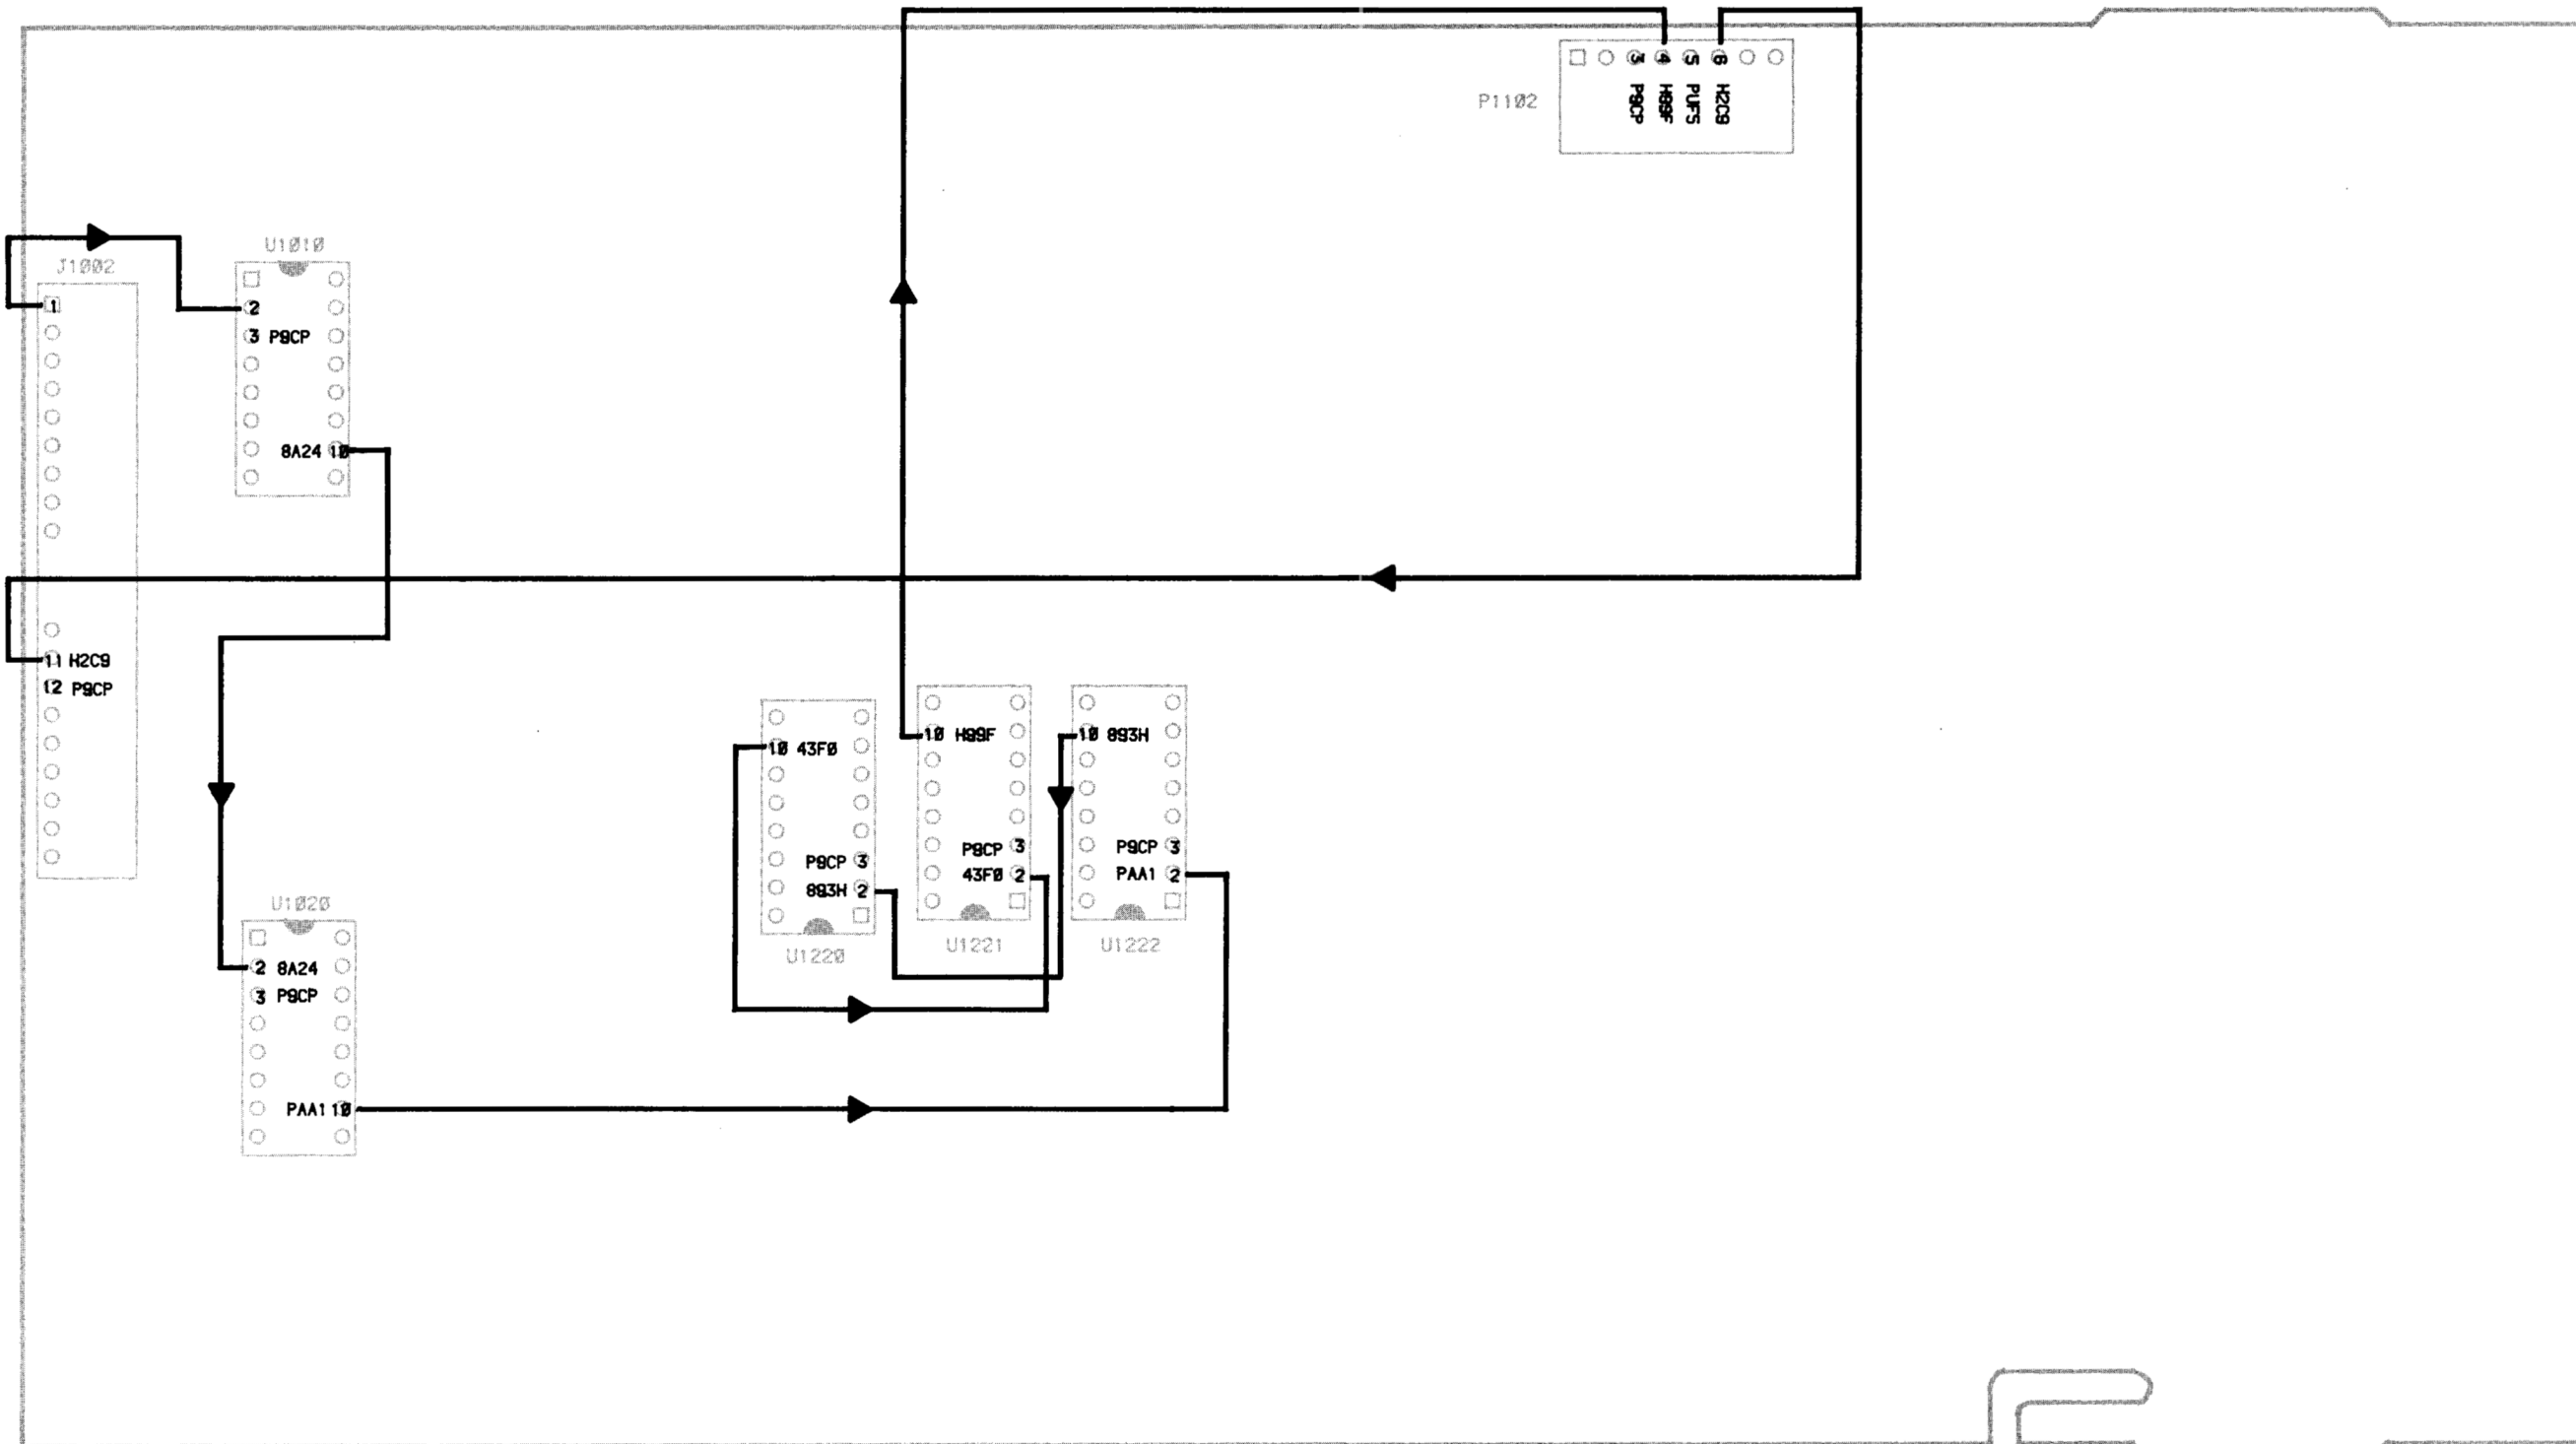 P1102
3 4 5 6
P9CP H99F PUF5 H2C9
U1010
J1002
1
2
3 P9CP
8A24 10
11 H2C9
12 P9CP
10 43F0
10 H99F
10 893H
P9CP 3
893H 2
P9CP 3
43F0 2
P9CP 3
PAA1 2
U1220
U1221
U1222
U1020
2 8A24
3 P9CP
PAA1 10